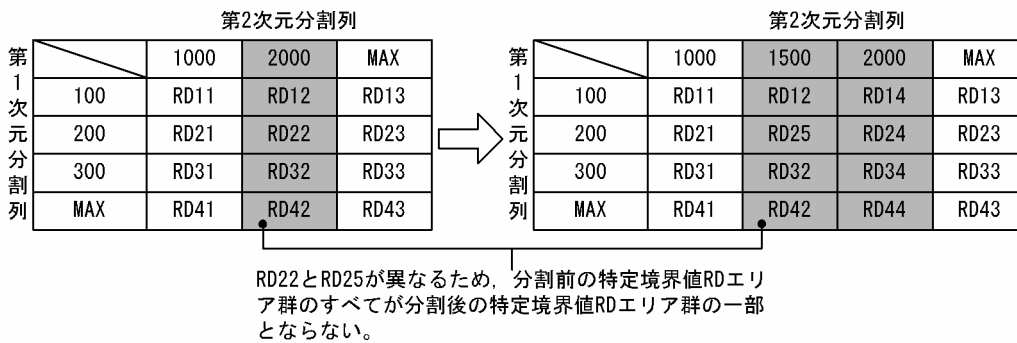 第2次元分割列
第1次元分割列
1000 2000 MAX
100 RD11 RD12 RD13
200 RD21 RD22 RD23
300 RD31 RD32 RD33
MAX RD41 RD42 RD43
第2次元分割列
第1次元分割列
1000 1500 2000 MAX
100 RD11 RD12 RD14 RD13
200 RD21 RD25 RD24 RD23
300 RD31 RD32 RD34 RD33
MAX RD41 RD42 RD44 RD43
RD22とRD25が異なるため，分割前の特定境界値RDエリ
ア群のすべてが分割後の特定境界値RDエリア群の一部
とならない。